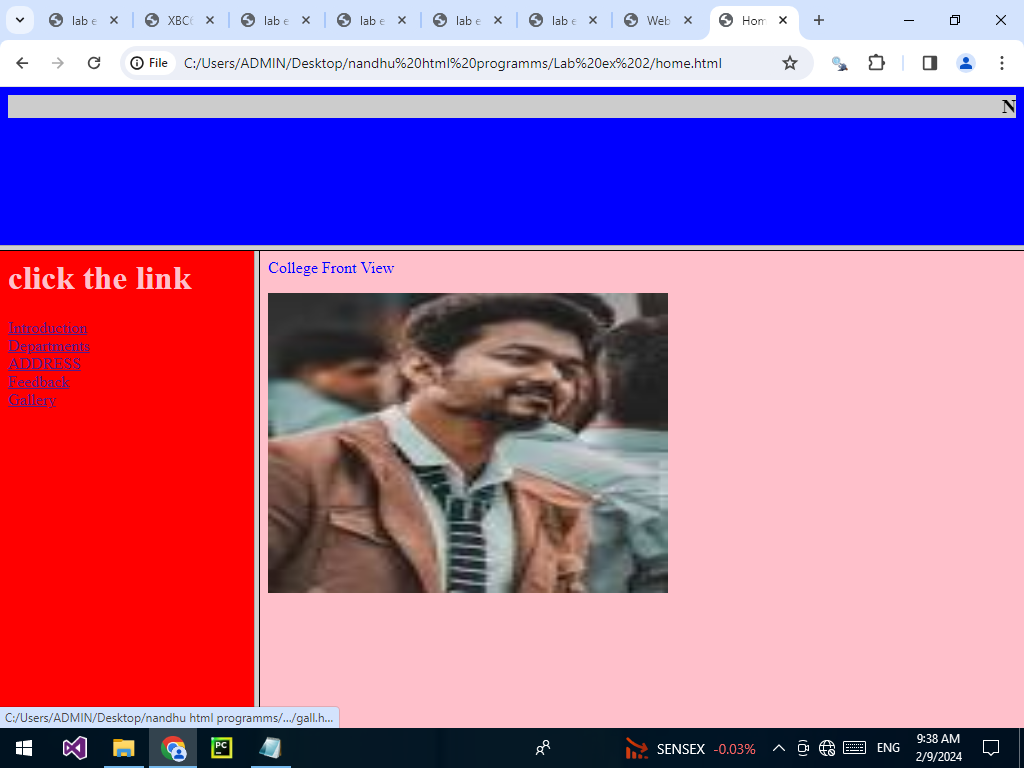 lab e
XBC
lab e
lab e
lab e
lab e
Web
Hom
File
C:/Users/ADMIN/Desktop/nandhu%20html%20programms/Lab%20ex%202/home.html
N
click the link
Introduction
Departments
ADDRESS
Feedback
Gallery
College Front View
C:/Users/ADMIN/Desktop/nandhu html programms/.../gall.h...
PC
SENSEX -0.03%
ENG
9:38 AM
2/9/2024